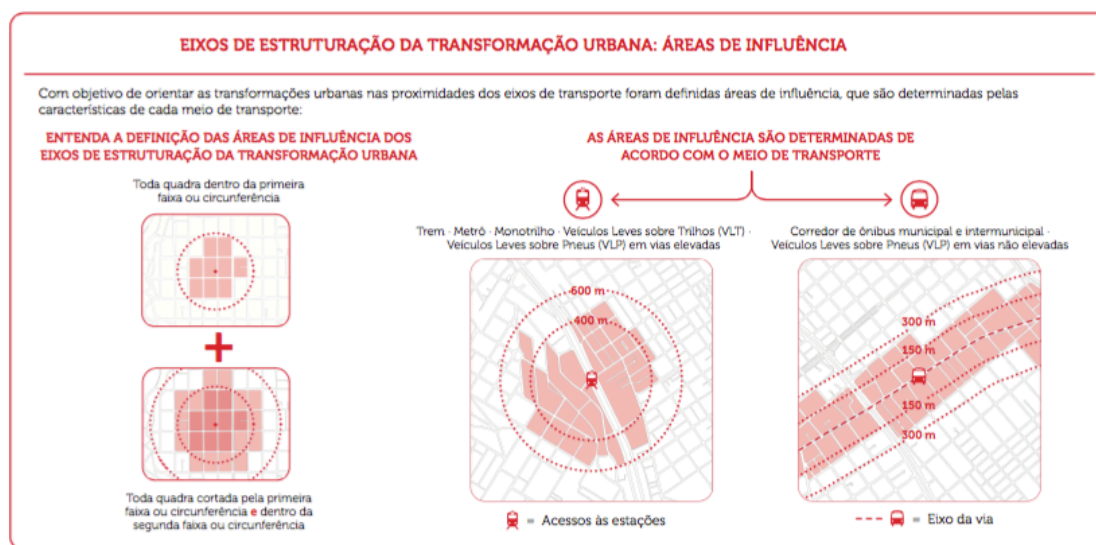 EIXOS DE ESTRUTURAÇÃO DA TRANSFORMAÇÃO URBANA: ÁREAS DE INFLUÊNCIA
Com objetivo de orientar as transformações urbanas nas proximidades dos eixos de transporte foram definidas áreas de influência, que são determinadas pelas
características de cada meio de transporte:
ENTENDA A DEFINIÇÃO DAS ÁREAS DE INFLUÊNCIA DOS
EIXOS DE ESTRUTURAÇÃO DA TRANSFORMAÇÃO URBANA
Toda quadra dentro da primeira
faixa ou circunferência
+
Toda quadra cortada pela primeira
faixa ou circunferência e dentro da
segunda faixa ou circunferência
AS ÁREAS DE INFLUÊNCIA SÃO DETERMINADAS DE
ACORDO COM O MEIO DE TRANSPORTE
Trem · Metrô · Monotrilho · Veículos Leves sobre Trilhos (VLT) ·
Veículos Leves sobre Pneus (VLP) em vias elevadas
600 m
400 m
= Acessos às estações
Corredor de ônibus municipal e intermunicipal ·
Veículos Leves sobre Pneus (VLP) em vias não elevadas
300 m
150 m
150 m
300 m
= Eixo da via